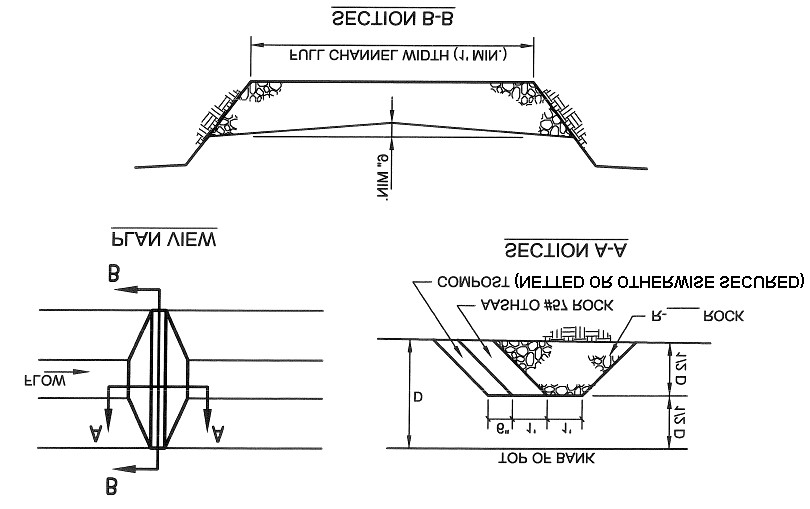 SECTION B-B
FULL CHANNEL WIDTH (1' MIN.)
6" MIN.
PLAN VIEW
B
FLOW
A
A
B
SECTION A-A
COMPOST (NETTED OR OTHERWISE SECURED)
AASHTO #57 ROCK
R-____ ROCK
D
1/2 D
1/2 D
6"
1'
1'
TOP OF BANK